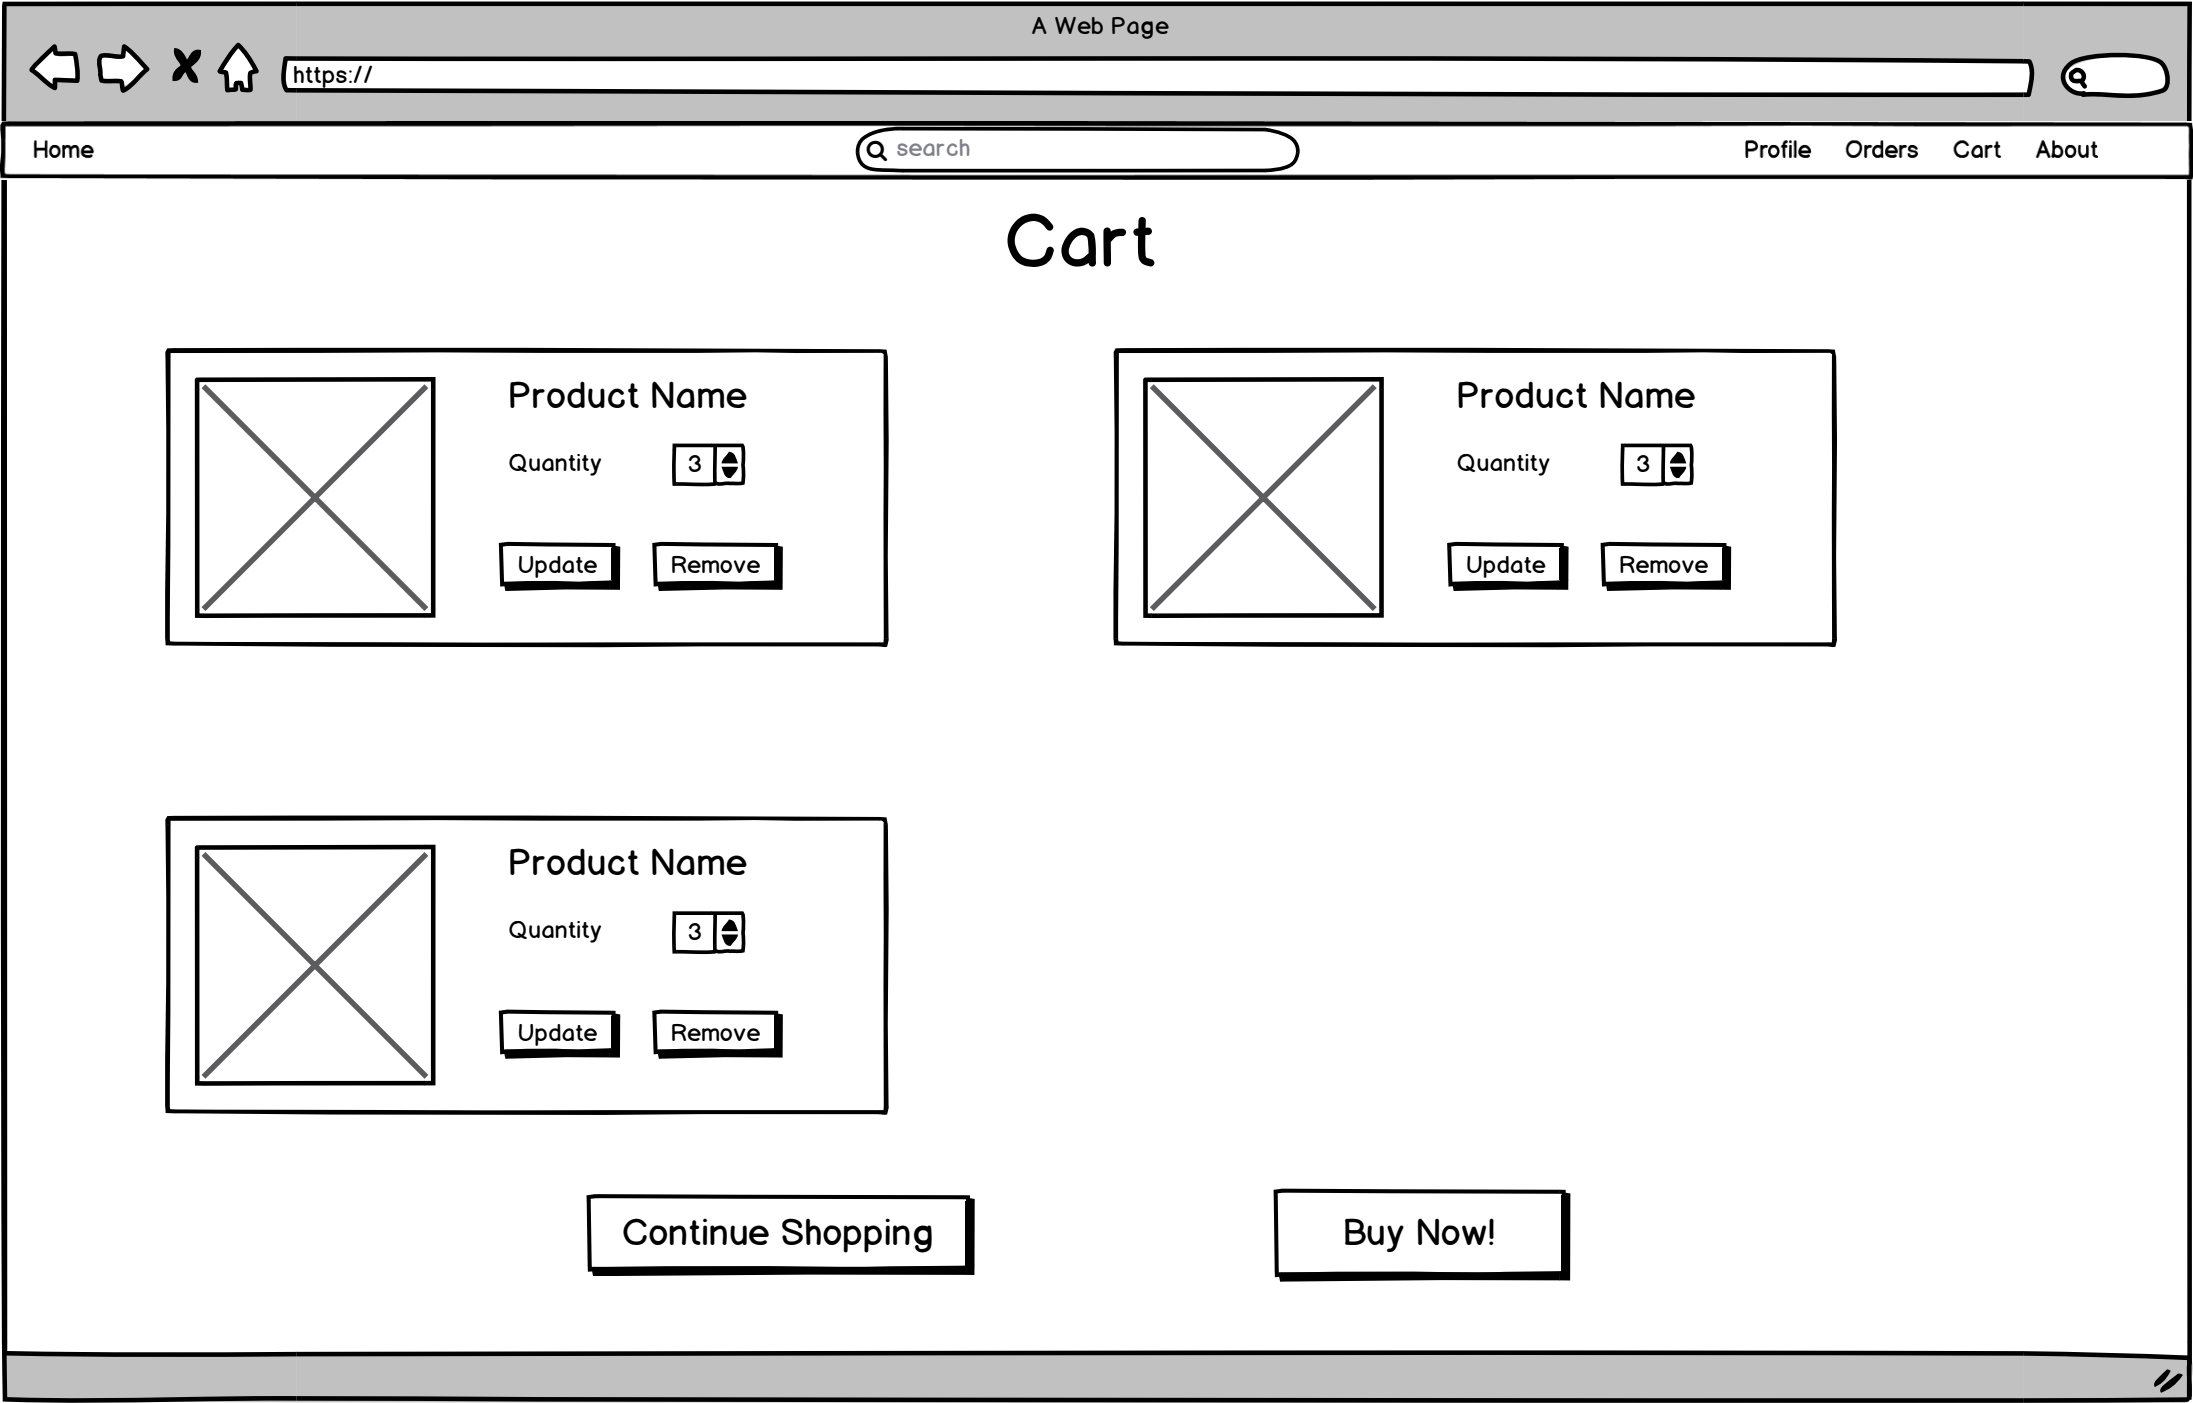 A Web Page
https://
Home
search
Profile Orders Cart About
Cart
Product Name
Quantity 3
Update Remove
Product Name
Quantity 3
Update Remove
Product Name
Quantity 3
Update Remove
Continue Shopping
Buy Now!